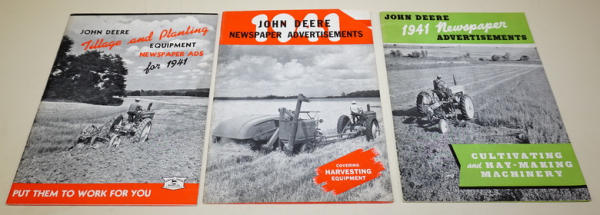 JOHN DEERE
Tillage and Planting
EQUIPMENT
NEWSPAPER ADS
for 1941
PUT THEM TO WORK FOR YOU
1940
JOHN DEERE
NEWSPAPER ADVERTISEMENTS
COVERING
HARVESTING
EQUIPMENT
JOHN DEERE
1941 Newspaper
ADVERTISEMENTS
CULTIVATING
and HAY-MAKING
MACHINERY